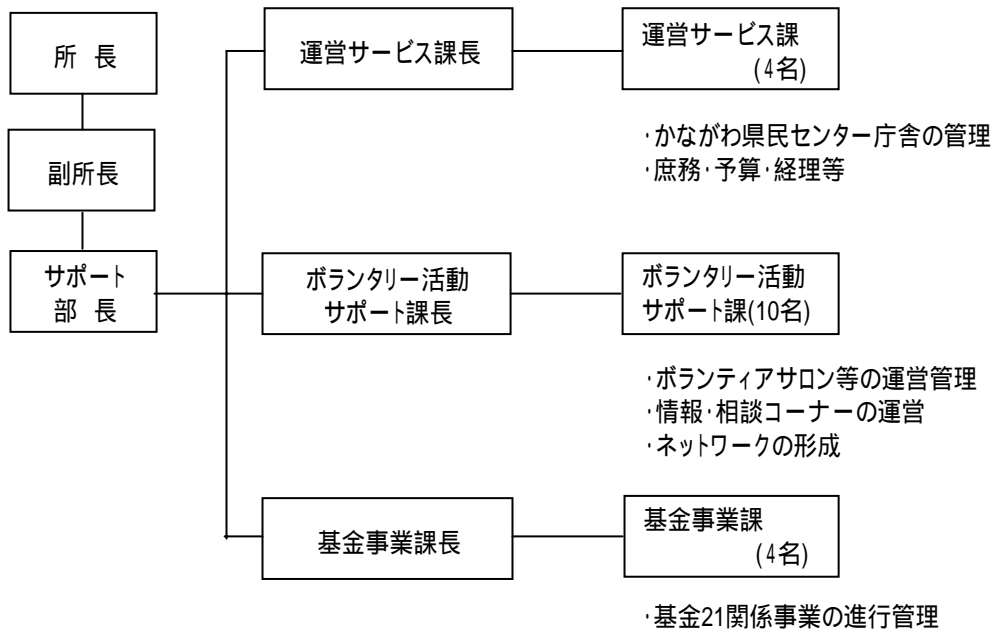 所 長
副所長
サポート
部 長
運営サービス課長
運営サービス課
(4名)
・かながわ県民センター庁舎の管理
・庶務・予算・経理等
ボランタリー活動
サポート課長
ボランタリー活動
サポート課(10名)
・ボランティアサロン等の運営管理
・情報・相談コーナーの運営
・ネットワークの形成
基金事業課長
基金事業課
(4名)
・基金21関係事業の進行管理